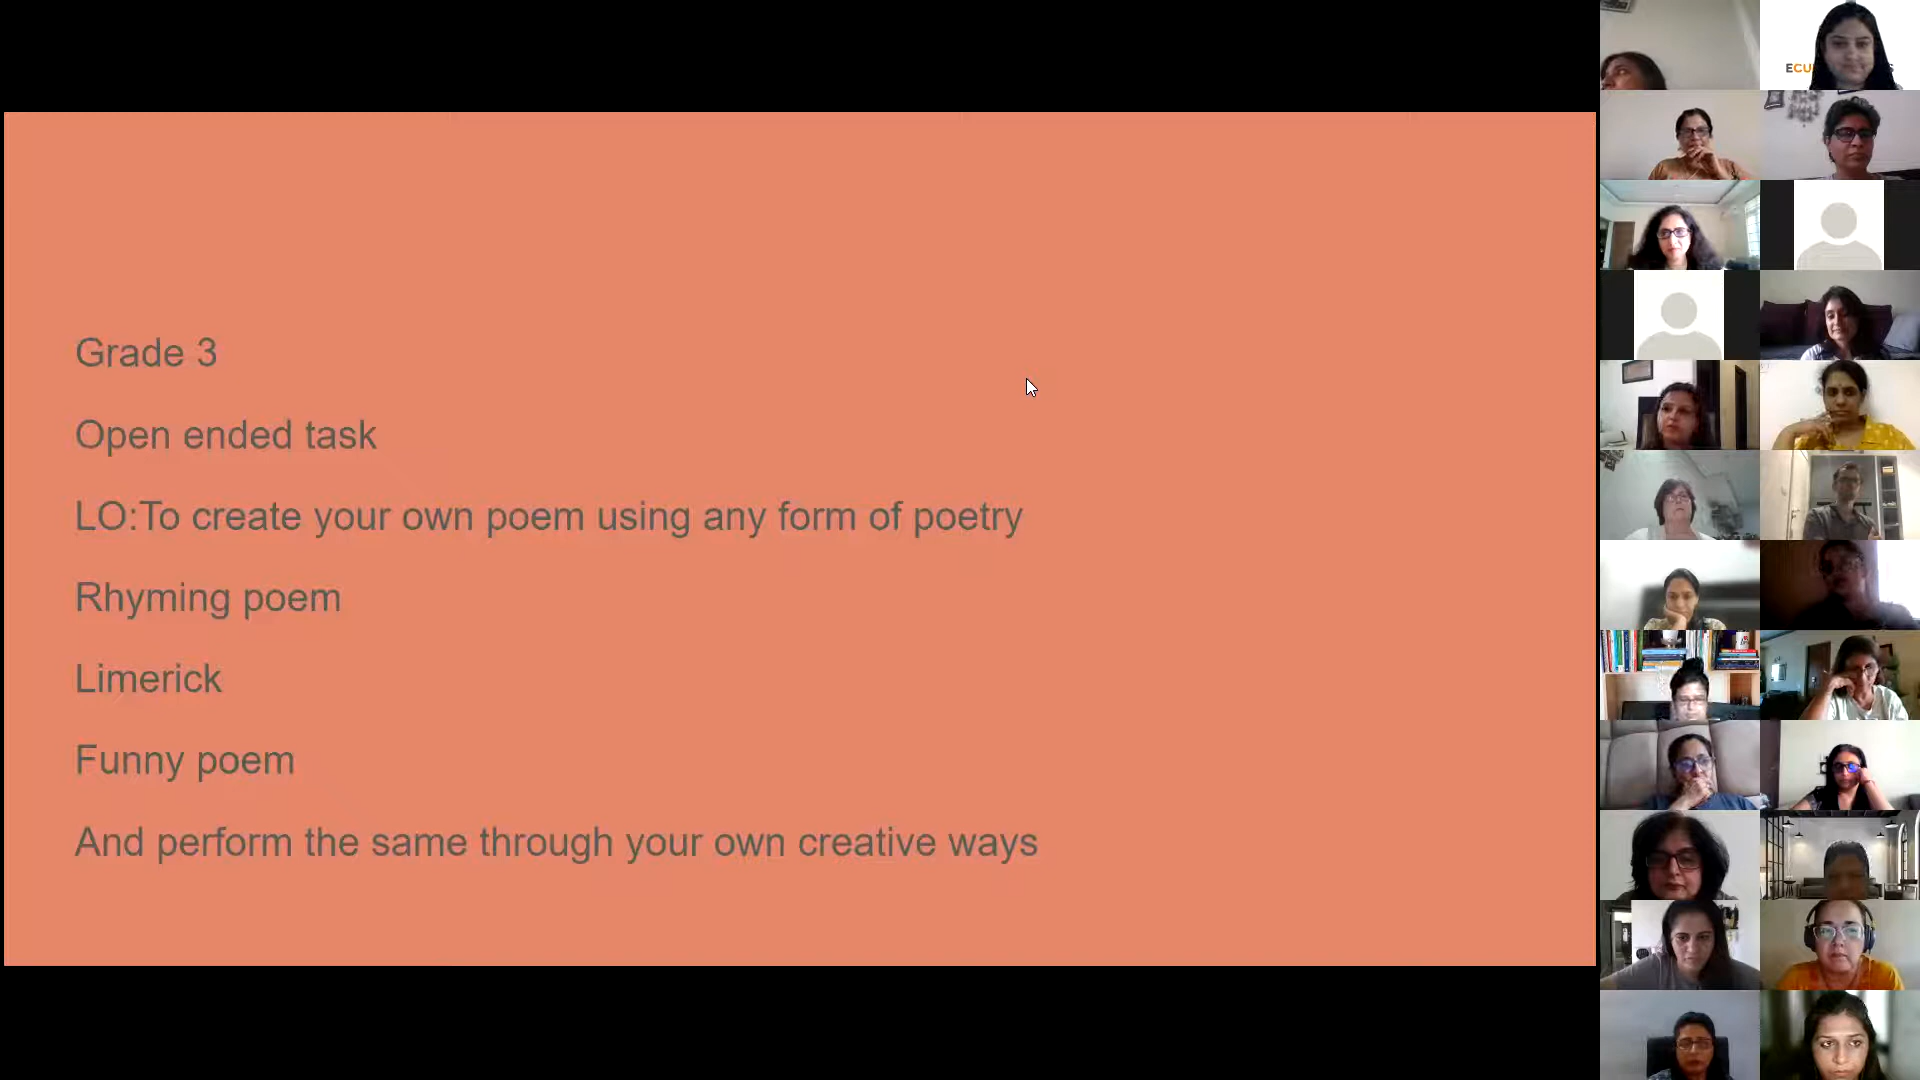 Grade 3
Open ended task
LO:To create your own poem using any form of poetry
Rhyming poem
Limerick
Funny poem
And perform the same through your own creative ways